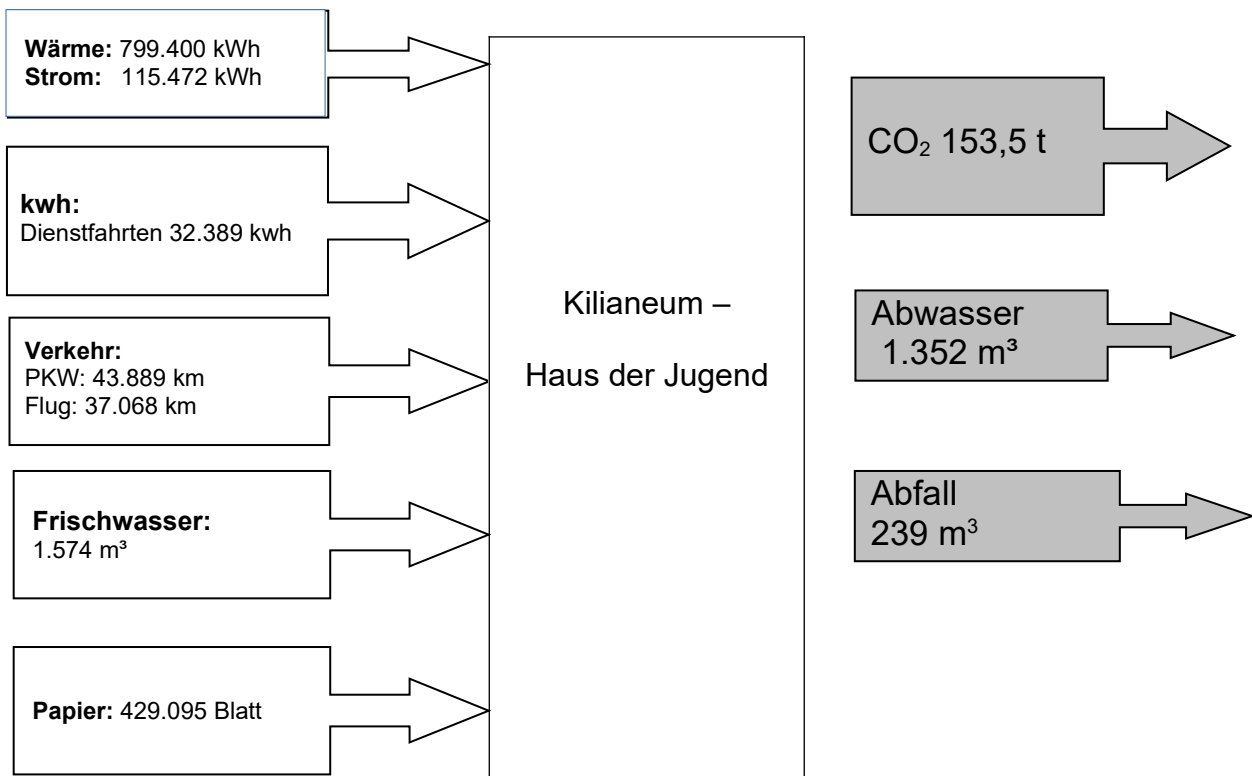 Wärme: 799.400 kWh
Strom: 115.472 kWh
kwh:
Dienstfahrten 32.389 kwh
Verkehr:
PKW: 43.889 km
Flug: 37.068 km
Frischwasser:
1.574 m³
Papier: 429.095 Blatt
Kilianeum –
Haus der Jugend
CO₂ 153,5 t
Abwasser
1.352 m³
Abfall
239 m³